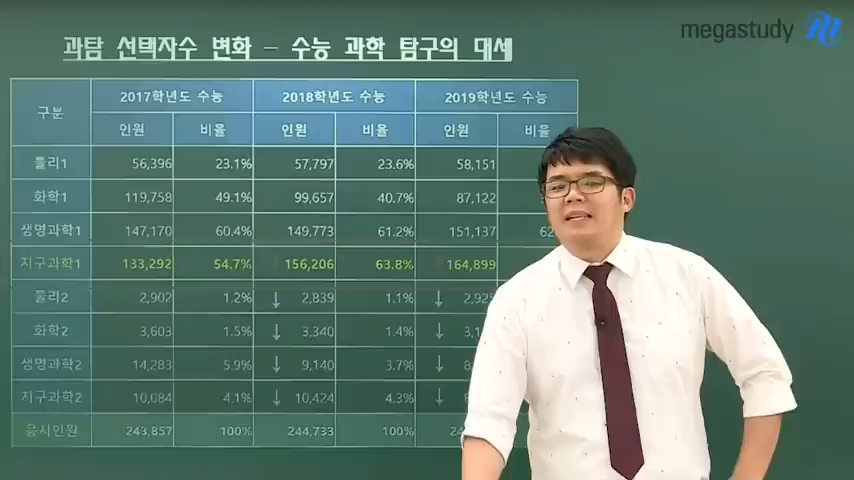 megastudy
과탐 선택자수 변화 – 수능 과학 탐구의 대세
구분 2017학년도 수능 2018학년도 수능 2019학년도 수능
인원 비율 인원 비율 인원 비율
물리1 56,396 23.1% 57,797 23.6% 58,151
화학1 119,758 49.1% 99,657 40.7% 87,122
생명과학1 147,170 60.4% 149,773 61.2% 151,137 62
지구과학1 133,292 54.7% 156,206 63.8% 164,899
물리2 2,902 1.2% ↓ 2,839 1.1% ↓ 2,925
화학2 3,603 1.5% ↓ 3,340 1.4% ↓ 3,1
생명과학2 14,283 5.9% ↓ 9,140 3.7% ↓ 8,
지구과학2 10,084 4.1% ↓ 10,424 4.3% ↓
응시인원 243,857 100% 244,733 100% 24